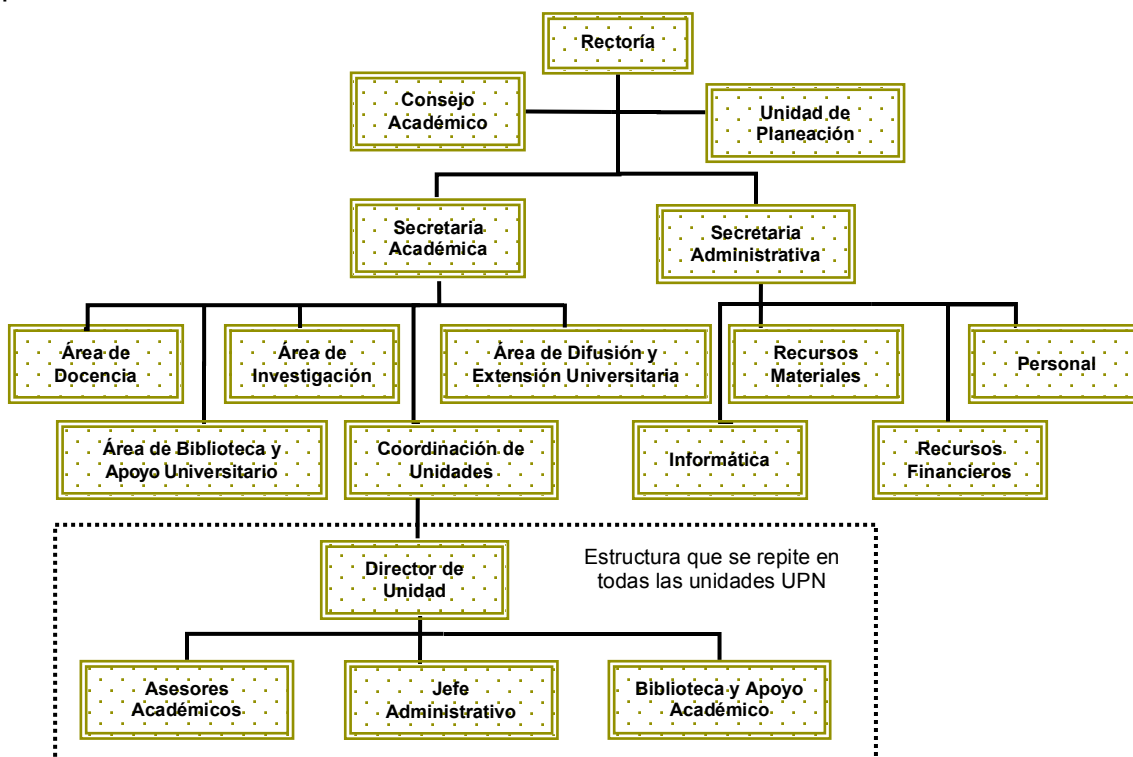 Rectoría
Consejo
Académico
Unidad de
Planeación
Secretaria
Académica
Secretaria
Administrativa
Área de
Docencia
Área de
Investigación
Área de Difusión y
Extensión Universitaria
Recursos
Materiales
Personal
Área de Biblioteca y
Apoyo Universitario
Coordinación de
Unidades
Informática
Recursos
Financieros
Estructura que se repite en
todas las unidades UPN
Director de
Unidad
Asesores
Académicos
Jefe
Administrativo
Biblioteca y Apoyo
Académico